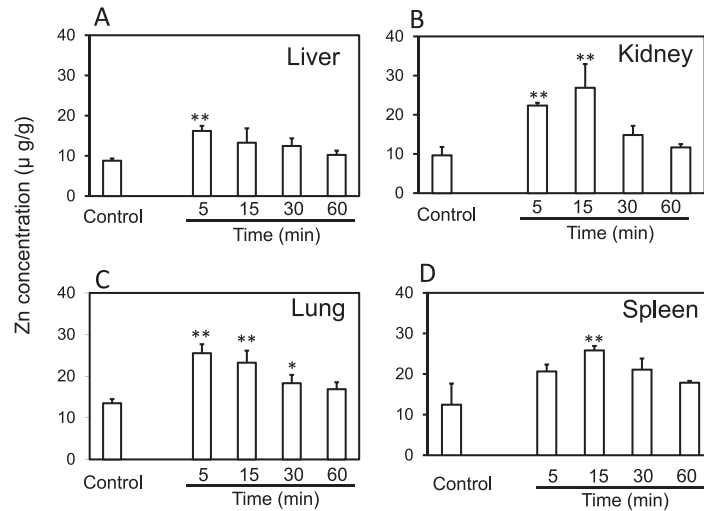 A
B
Zn concentration (μ g/g)
40
30
20
10
0
Liver
**
Control
5 15 30 60
Time (min)
40
30
20
10
0
Kidney
**
**
Control
5 15 30 60
Time (min)
C
D
40
30
20
10
0
Lung
**
**
*
Control
5 15 30 60
Time (min)
40
30
20
10
0
Spleen
**
Control
5 15 30 60
Time (min)